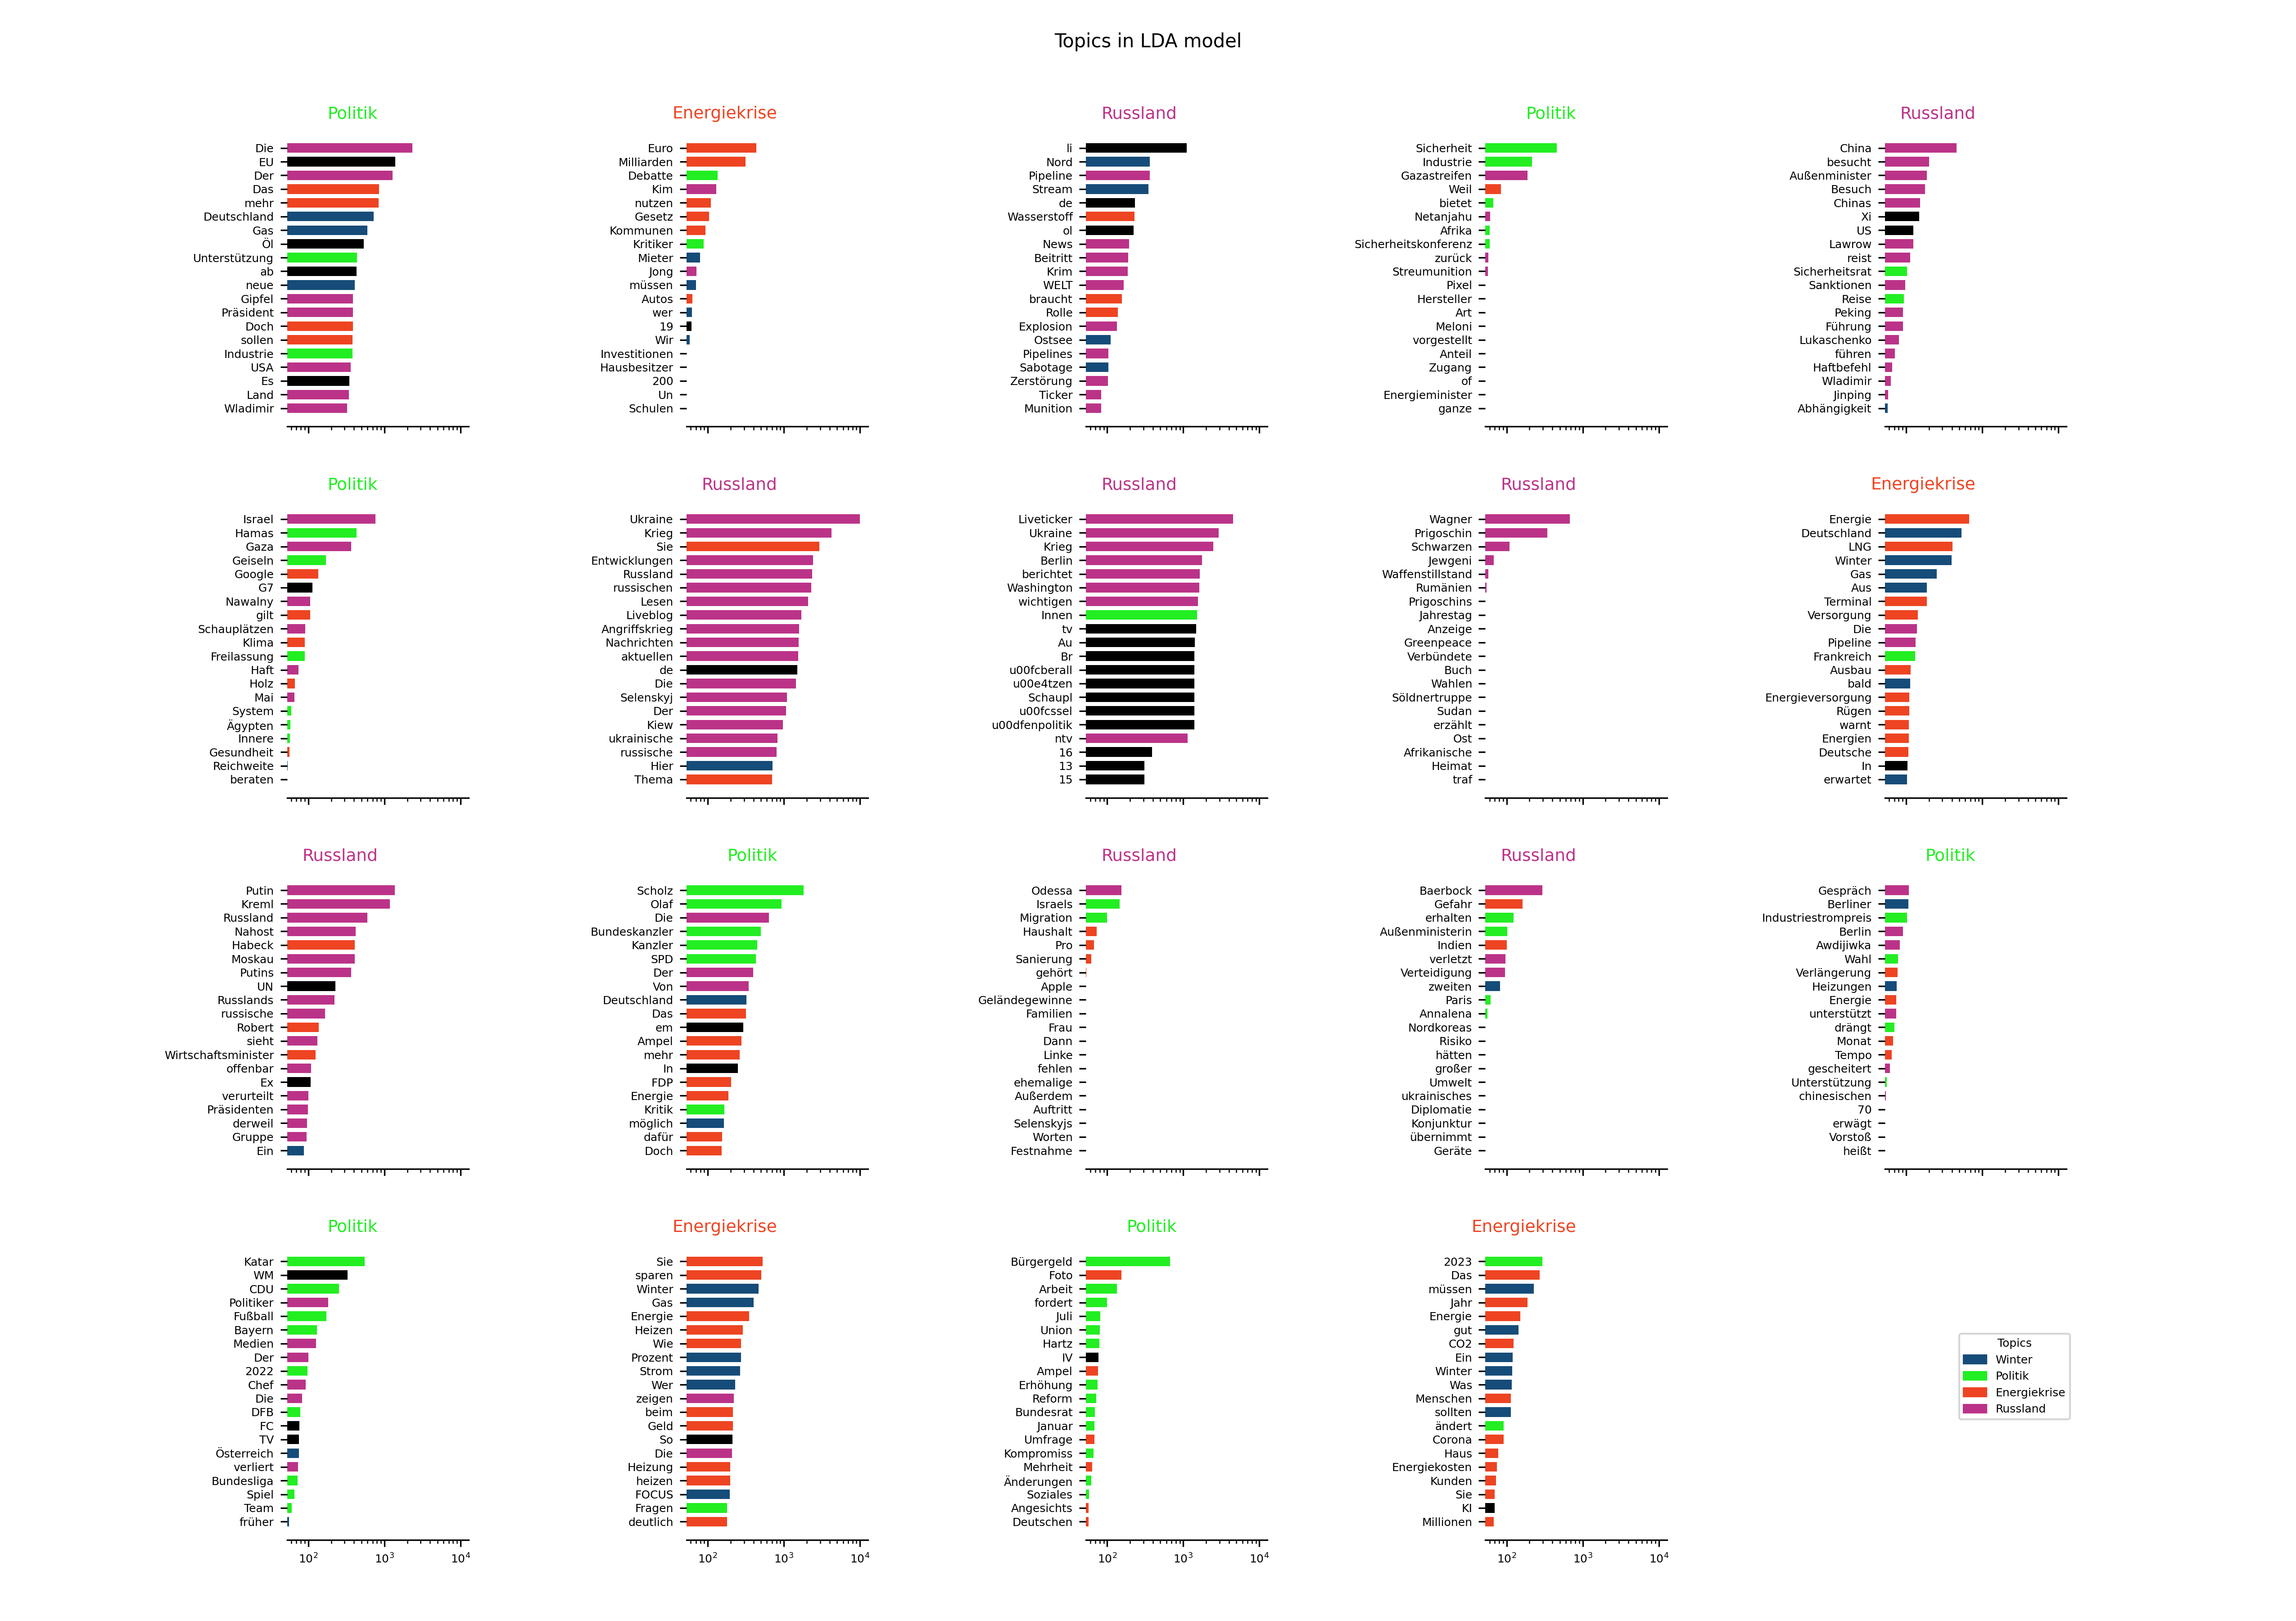 Topics in LDA model
Politik
Die
EU
Der
Das
mehr
Deutschland
Gas
Öl
Unterstützung
ab
neue
Gipfel
Präsident
Doch
sollen
Industrie
USA
Es
Land
Wladimir
Energiekrise
Euro
Milliarden
Debatte
Kim
nutzen
Gesetz
Kommunen
Kritiker
Mieter
Jong
müssen
Autos
wer
19
Wir
Investitionen
Hausbesitzer
200
Un
Schulen
Russland
li
Nord
Pipeline
Stream
de
Wasserstoff
ol
News
Beitritt
Krim
WELT
braucht
Rolle
Explosion
Ostsee
Pipelines
Sabotage
Zerstörung
Ticker
Munition
Politik
Sicherheit
Industrie
Gazastreifen
Weil
bietet
Netanjahu
Afrika
Sicherheitskonferenz
zurück
Streumunition
Pixel
Hersteller
Art
Meloni
vorgestellt
Anteil
Zugang
of
Energieminister
ganze
Russland
China
besucht
Außenminister
Besuch
Chinas
Xi
US
Lawrow
reist
Sicherheitsrat
Sanktionen
Reise
Peking
Führung
Lukaschenko
führen
Haftbefehl
Wladimir
Jinping
Abhängigkeit
Politik
Israel
Hamas
Gaza
Geiseln
Google
G7
Nawalny
gilt
Schauplätzen
Klima
Freilassung
Haft
Holz
Mai
System
Ägypten
Innere
Gesundheit
Reichweite
beraten
Russland
Ukraine
Krieg
Sie
Entwicklungen
Russland
russischen
Lesen
Liveblog
Angriffskrieg
Nachrichten
aktuellen
de
Die
Selenskyj
Der
Kiew
ukrainische
russische
Hier
Thema
Russland
Liveticker
Ukraine
Krieg
Berlin
berichtet
Washington
wichtigen
Innen
tv
Au
Br
u00fcberall
u00e4tzen
Schaupl
u00fcssel
u00dfenpolitik
ntv
16
13
15
Russland
Wagner
Prigoschin
Schwarzen
Jewgeni
Waffenstillstand
Rumänien
Prigoschins
Jahrestag
Anzeige
Greenpeace
Verbündete
Buch
Wahlen
Söldnertruppe
Sudan
erzählt
Ost
Afrikanische
Heimat
traf
Energiekrise
Energie
Deutschland
LNG
Winter
Gas
Aus
Terminal
Versorgung
Die
Pipeline
Frankreich
Ausbau
bald
Energieversorgung
Rügen
warnt
Energien
Deutsche
In
erwartet
Russland
Putin
Kreml
Russland
Nahost
Habeck
Moskau
Putins
UN
Russlands
russische
Robert
sieht
Wirtschaftsminister
offenbar
Ex
verurteilt
Präsidenten
derweil
Gruppe
Ein
Politik
Scholz
Olaf
Die
Bundeskanzler
Kanzler
SPD
Der
Von
Deutschland
Das
em
Ampel
mehr
In
FDP
Energie
Kritik
möglich
dafür
Doch
Russland
Odessa
Israels
Migration
Haushalt
Pro
Sanierung
gehört
Apple
Geländegewinne
Familien
Frau
Dann
Linke
fehlen
ehemalige
Außerdem
Auftritt
Selenskyjs
Worten
Festnahme
Russland
Baerbock
Gefahr
erhalten
Außenministerin
Indien
verletzt
Verteidigung
zweiten
Paris
Annalena
Nordkoreas
Risiko
hätten
großer
Umwelt
ukrainisches
Diplomatie
Konjunktur
übernimmt
Geräte
Politik
Gespräch
Berliner
Industriestrompreis
Berlin
Awdijiwka
Wahl
Verlängerung
Heizungen
Energie
unterstützt
drängt
Monat
Tempo
gescheitert
Unterstützung
chinesischen
70
erwägt
Vorstoß
heißt
Politik
Katar
WM
CDU
Politiker
Fußball
Bayern
Medien
Der
2022
Chef
Die
DFB
FC
TV
Österreich
verliert
Bundesliga
Spiel
Team
früher
10² 10³ 10⁴
Energiekrise
Sie
sparen
Winter
Gas
Energie
Heizen
Wie
Prozent
Strom
Wer
zeigen
beim
Geld
So
Die
Heizung
heizen
FOCUS
Fragen
deutlich
10² 10³ 10⁴
Politik
Bürgergeld
Foto
Arbeit
fordert
Juli
Union
Hartz
IV
Ampel
Erhöhung
Reform
Bundesrat
Januar
Umfrage
Kompromiss
Mehrheit
Änderungen
Soziales
Angesichts
Deutschen
10² 10³ 10⁴
Energiekrise
2023
Das
müssen
Jahr
Energie
gut
CO2
Ein
Winter
Was
Menschen
sollten
ändert
Corona
Haus
Energiekosten
Kunden
Sie
KI
Millionen
10² 10³ 10⁴
Topics
Winter
Politik
Energiekrise
Russland